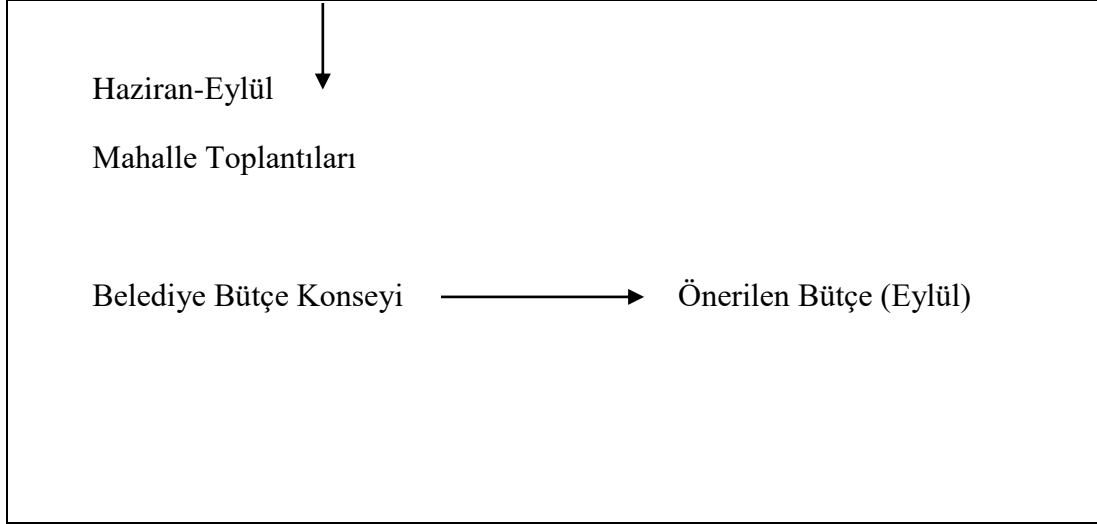 Haziran-Eylül
Mahalle Toplantıları
Belediye Bütçe Konseyi Önerilen Bütçe (Eylül)